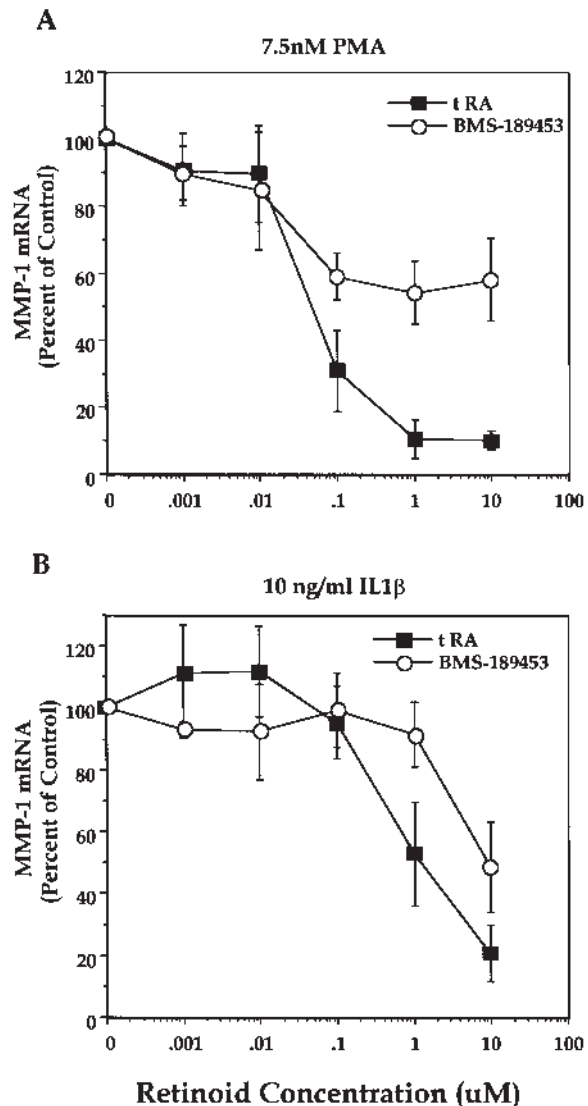 A
7.5nM PMA
t RA
BMS-189453
MMP-1 mRNA
(Percent of Control)
120
100
80
60
40
20
0
0 .001 .01 .1 1 10 100
B
10 ng/ml IL1β
t RA
BMS-189453
MMP-1 mRNA
(Percent of Control)
120
100
80
60
40
20
0
0 .001 .01 .1 1 10 100
Retinoid Concentration (uM)